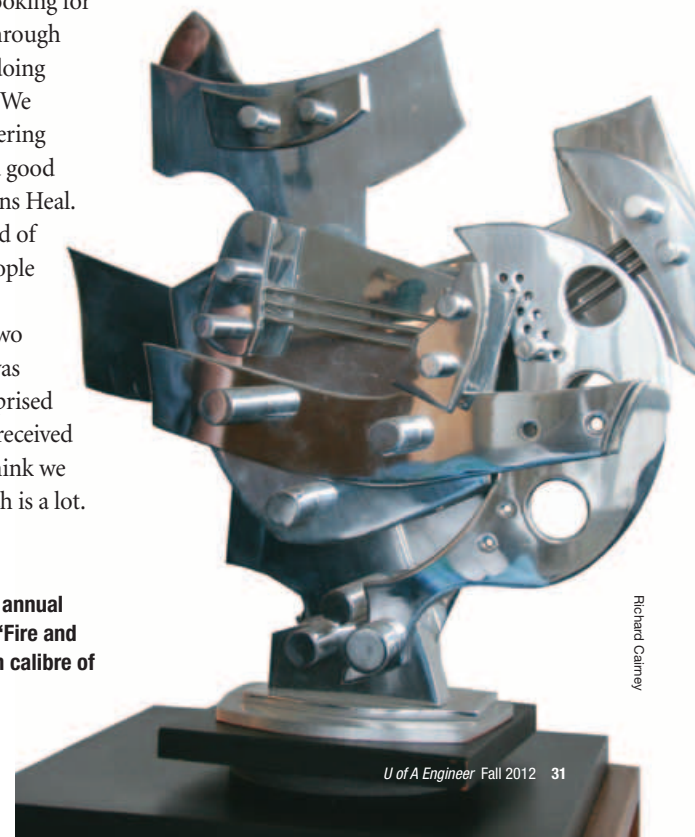 ooking for
rough
doing
We
ering
good
ns Heal.
d of
ople
wo
as
prised
received
hink we
h is a lot.
annual
"Fire and
n calibre of
Richard Cairney
U of A Engineer Fall 2012 31